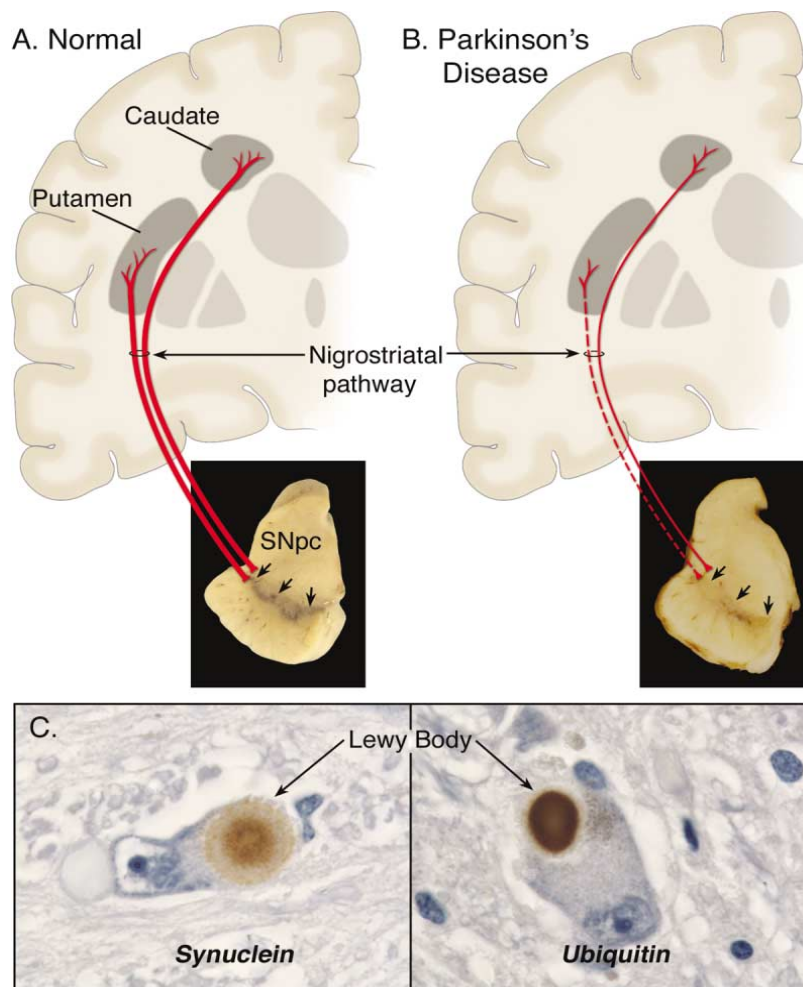 A. Normal
B. Parkinson's
Disease
Caudate
Putamen
Nigrostriatal
pathway
SNpc
C.
Lewy Body
Synuclein
Ubiquitin